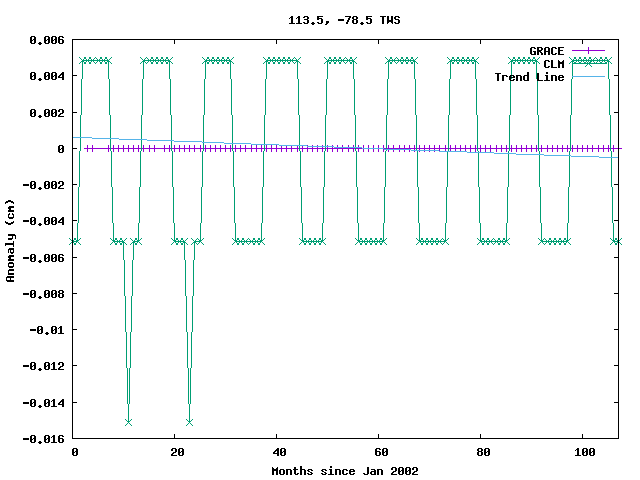 113.5, -78.5 TWS
GRACE
CLM
Trend Line
0.006
0.004
0.002
0
-0.002
-0.004
-0.006
-0.008
-0.01
-0.012
-0.014
-0.016
Anomaly (cm)
0 20 40 60 80 100
Months since Jan 2002